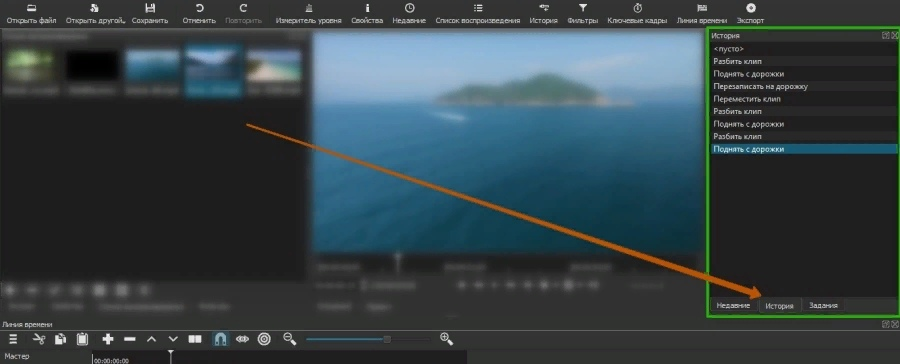 Открыть файл
Открыть другой..
Сохранить
Отменить
Повторить
Измеритель уровня
Свойства
Недавние
Список воспроизведения
История
Фильтры
Ключевые кадры
Линия времени
Экспорт
История
<пусто>
Разбить клип
Поднять с дорожки
Перезаписать на дорожку
Переместить клип
Разбить клип
Поднять с дорожки
Разбить клип
Поднять с дорожки
Недавние
История
Задания
Линия времени
Мастер
00:00:00:00